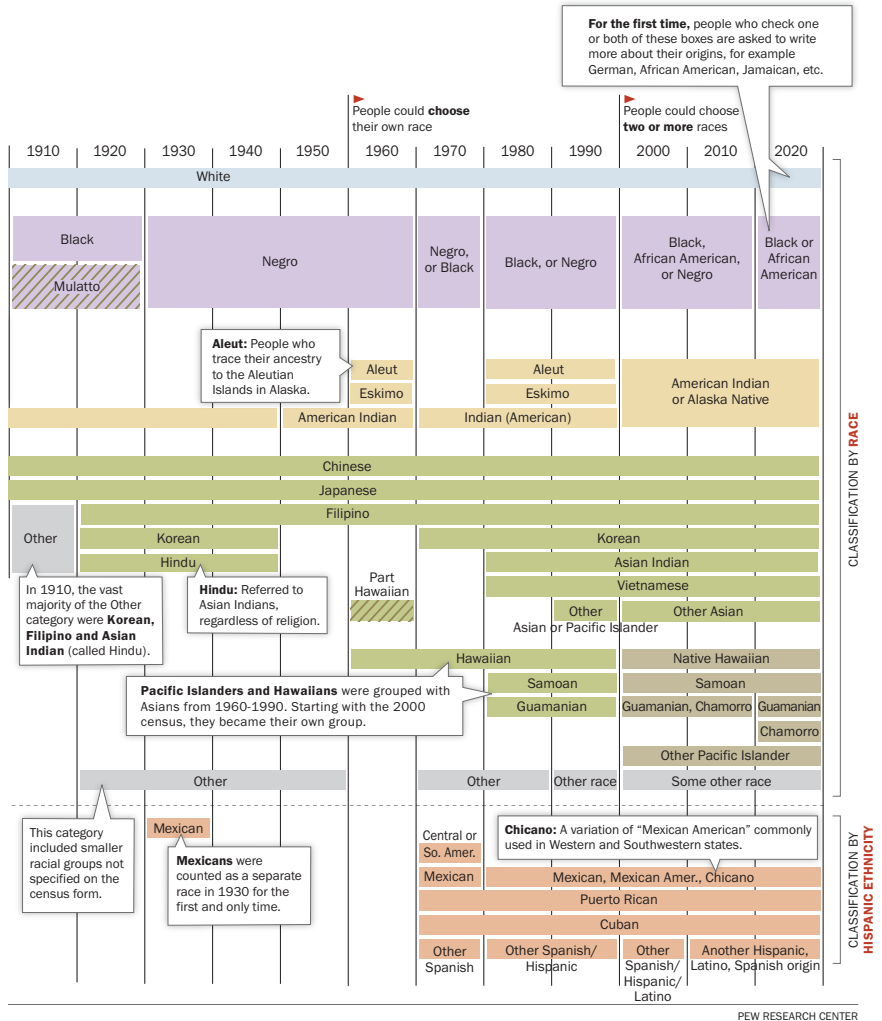 For the first time, people who check one
or both of these boxes are asked to write
more about their origins, for example
German, African American, Jamaican, etc.
People could choose
their own race
People could choose
two or more races
1910
1920
1930
1940
1950
1960
1970
1980
1990
2000
2010
2020
White
Black
Mulatto
Negro
Negro,
or Black
Black, or Negro
Black,
African American,
or Negro
Black or
African
American
Aleut: People who
trace their ancestry
to the Aleutian
Islands in Alaska.
Aleut
Eskimo
American Indian
Aleut
Eskimo
Indian (American)
American Indian
or Alaska Native
Chinese
Japanese
Filipino
Other
Korean
Korean
Hindu
Asian Indian
Vietnamese
In 1910, the vast
majority of the Other
category were Korean,
Filipino and Asian
Indian (called Hindu).
Hindu: Referred to
Asian Indians,
regardless of religion.
Part
Hawaiian
Other
Other Asian
Asian or Pacific Islander
Hawaiian
Native Hawaiian
Pacific Islanders and Hawaiians were grouped with
Asians from 1960-1990. Starting with the 2000
census, they became their own group.
Samoan
Samoan
Guamanian
Guamanian, Chamorro
Guamanian
Chamorro
Other Pacific Islander
Other
Other
Other race
Some other race
CLASSIFICATION BY RACE
This category
included smaller
racial groups not
specified on the
census form.
Mexican
Mexicans were
counted as a separate
race in 1930 for the
first and only time.
Central or
So. Amer.
Chicano: A variation of “Mexican American” commonly
used in Western and Southwestern states.
Mexican
Mexican, Mexican Amer., Chicano
Puerto Rican
Cuban
Other
Spanish
Other Spanish/
Hispanic
Other
Spanish/
Hispanic/
Latino
Another Hispanic,
Latino, Spanish origin
CLASSIFICATION BY
HISPANIC ETHNICITY
PEW RESEARCH CENTER